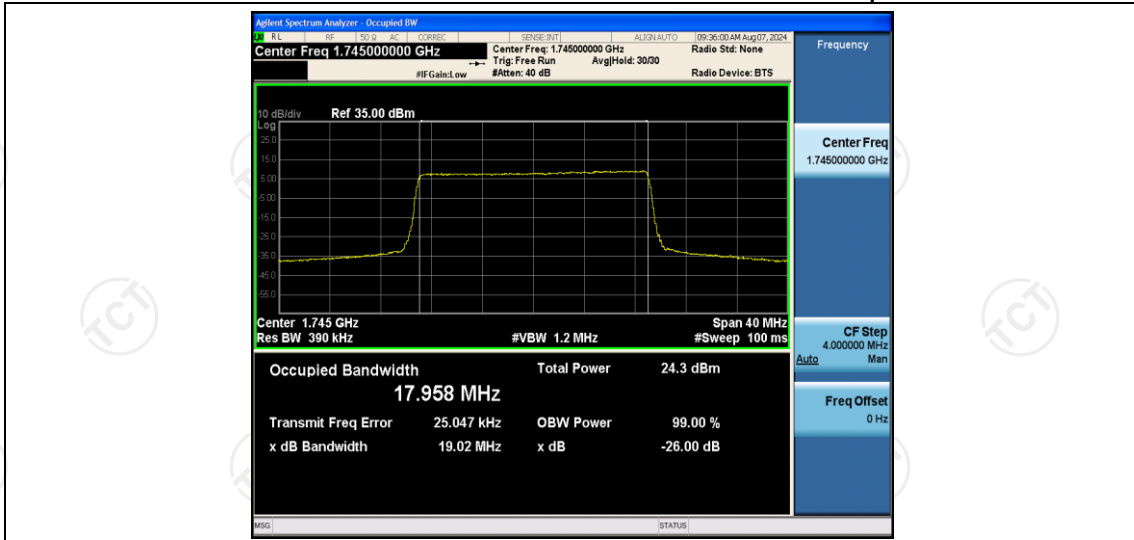 Agilent Spectrum Analyzer - Occupied BW
LXI RL RF 50 Ω AC CORREC SENSE:INT ALIGNAUTO 09:36:00 AM Aug 07, 2024
Center Freq 1.745000000 GHz Center Freq: 1.745000000 GHz Radio Std: None Frequency
Trig: Free Run Avg|Hold: 30/30
#IFGain:Low #Atten: 40 dB Radio Device: BTS
10 dB/div Ref 35.00 dBm
Log
25.0
15.0
5.00
-5.00
-15.0
-25.0
-35.0
-45.0
-55.0
Center 1.745 GHz Span 40 MHz
Res BW 390 kHz #VBW 1.2 MHz #Sweep 100 ms
Center Freq
1.745000000 GHz
CF Step
4.000000 MHz
Auto Man
Freq Offset
0 Hz
Occupied Bandwidth Total Power 24.3 dBm
17.958 MHz
Transmit Freq Error 25.047 kHz OBW Power 99.00 %
x dB Bandwidth 19.02 MHz x dB -26.00 dB
MSG STATUS
TCT
TCT